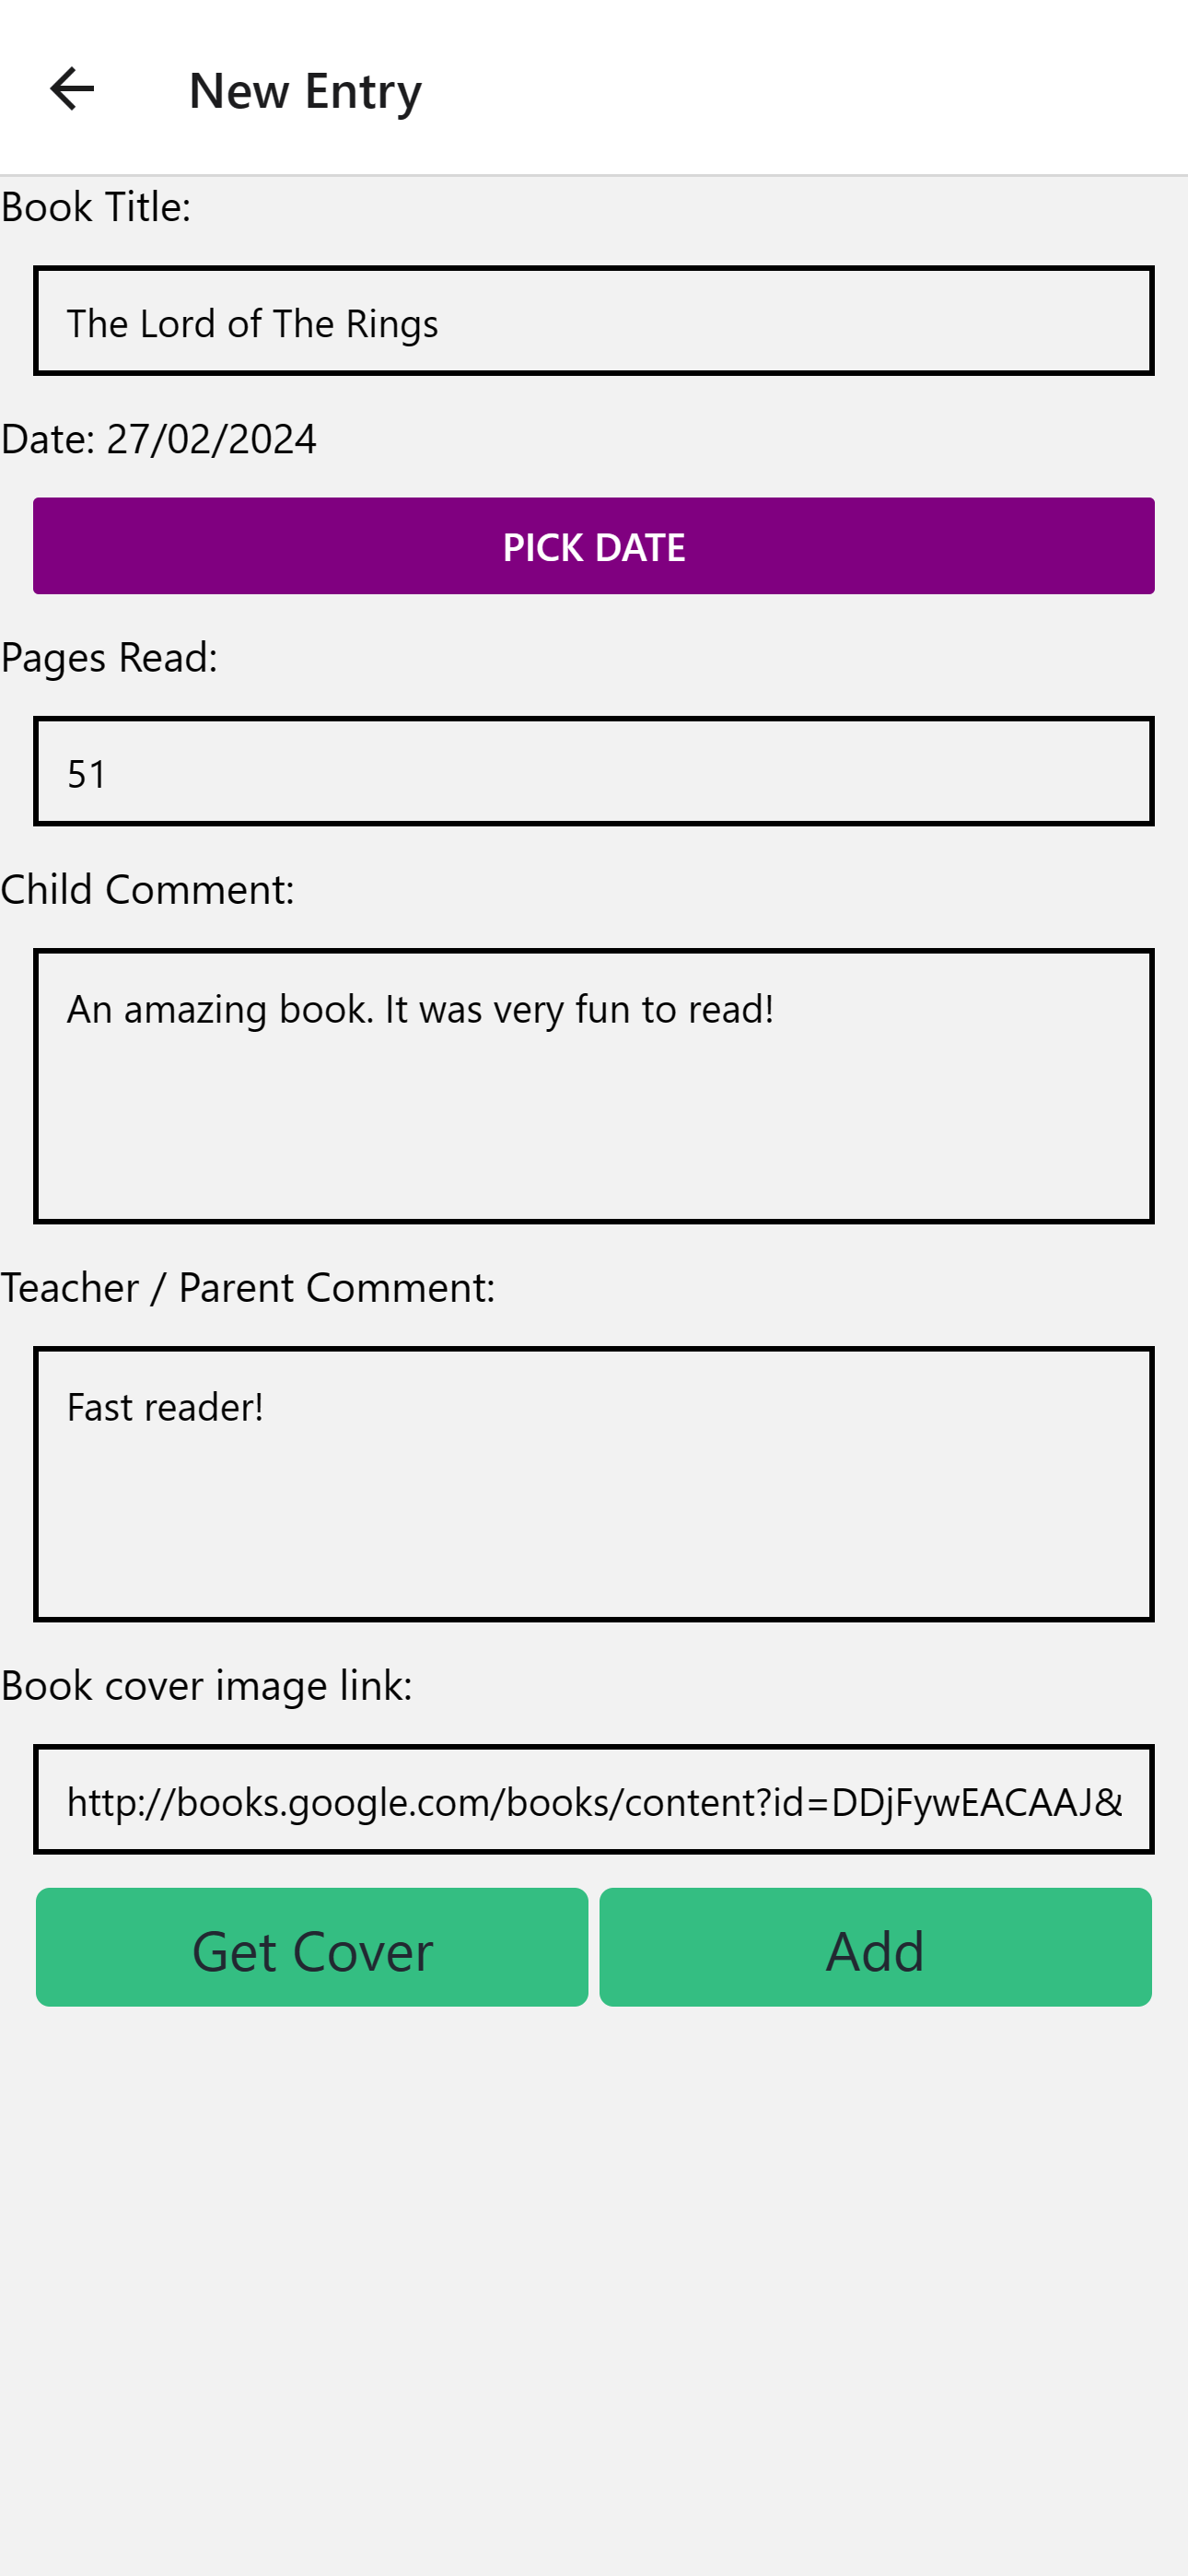 New Entry
Book Title:
The Lord of The Rings
Date: 27/02/2024
PICK DATE
Pages Read:
51
Child Comment:
An amazing book. It was very fun to read!
Teacher / Parent Comment:
Fast reader!
Book cover image link:
http://books.google.com/books/content?id=DDjFywEACAAJ&
Get Cover
Add